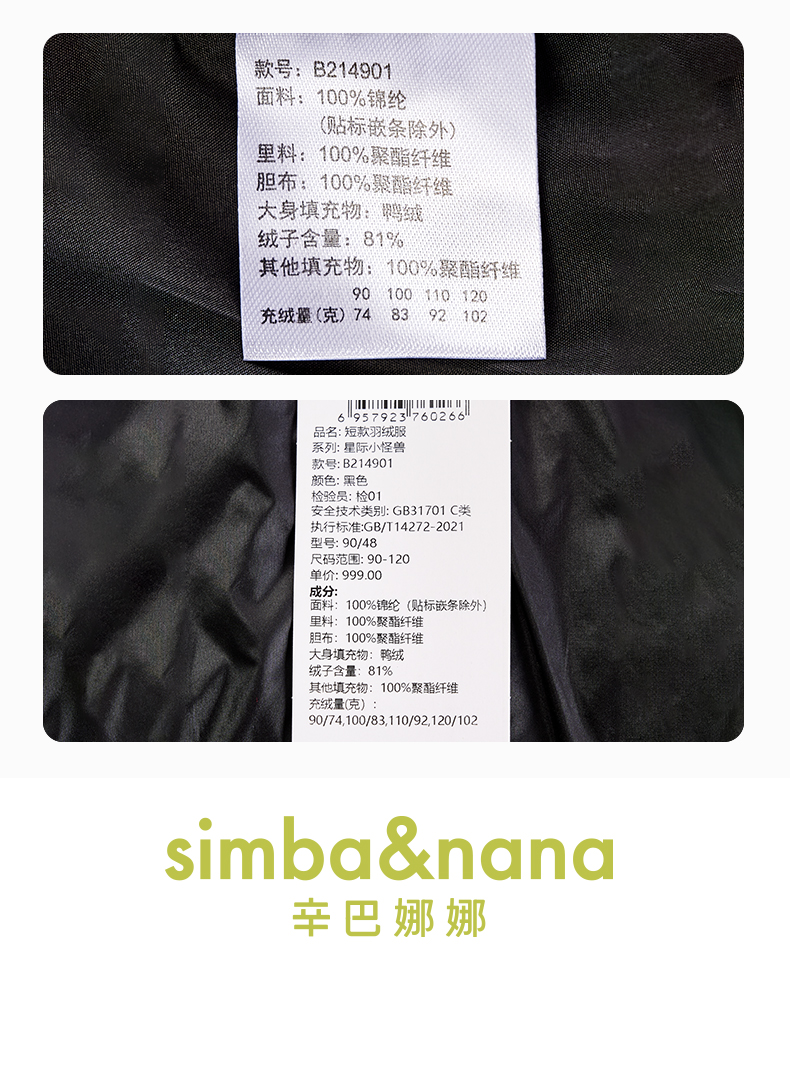 款号：B214901
面料：100%锦纶
（贴标嵌条除外）
里料：100%聚酯纤维
胆布：100%聚酯纤维
大身填充物：鸭绒
绒子含量：81%
其他填充物：100%聚酯纤维
90 100 110 120
充绒量(克) 74 83 92 102
6 957923 760266
品名: 短款羽绒服
系列: 星际小怪兽
款号: B214901
颜色: 黑色
检验员: 检01
安全技术类别: GB31701 C类
执行标准:GB/T14272-2021
型号: 90/48
尺码范围: 90-120
单价: 999.00
成分:
面料：100%锦纶（贴标嵌条除外）
里料：100%聚酯纤维
胆布：100%聚酯纤维
大身填充物：鸭绒
绒子含量：81%
其他填充物：100%聚酯纤维
充绒量(克)：
90/74,100/83,110/92,120/102
simba&nana
辛巴娜娜